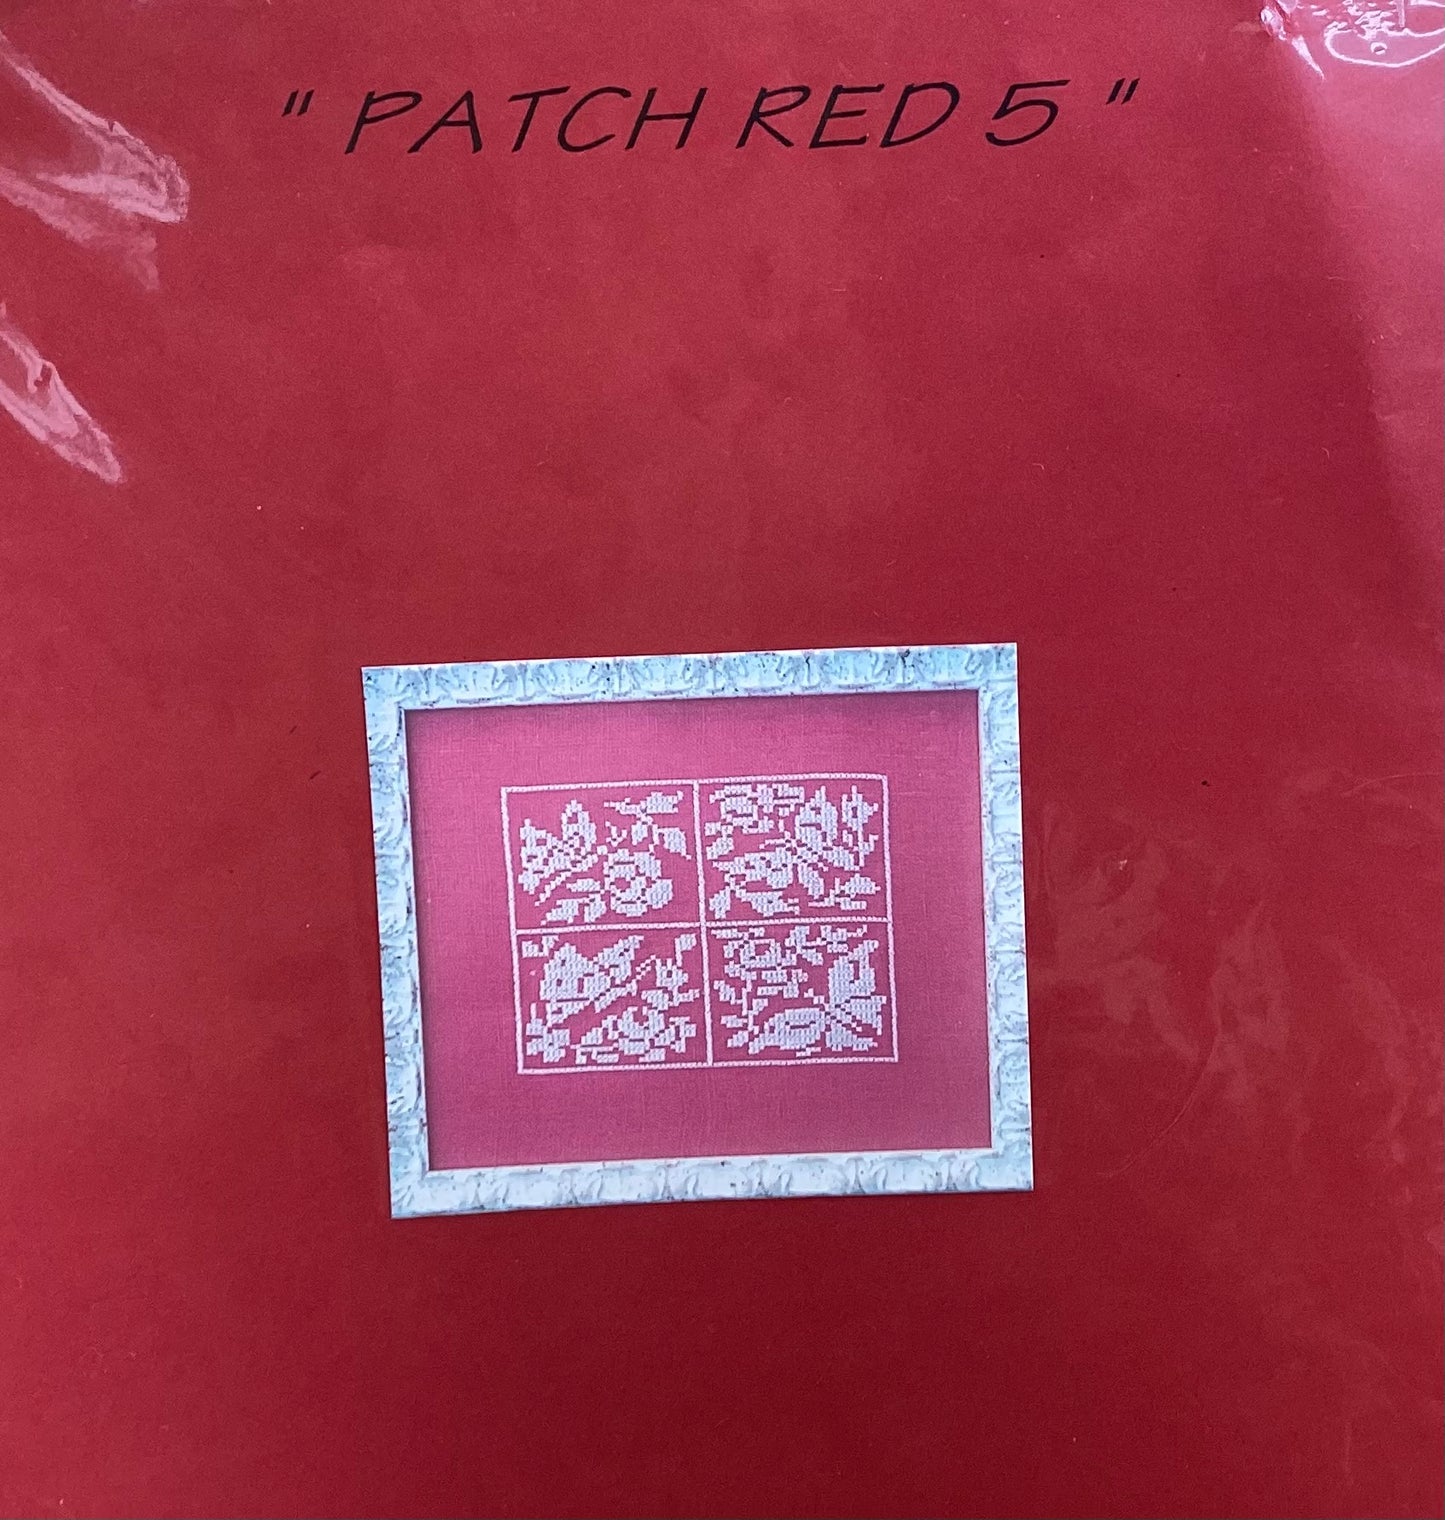 " PATCH RED 5 "